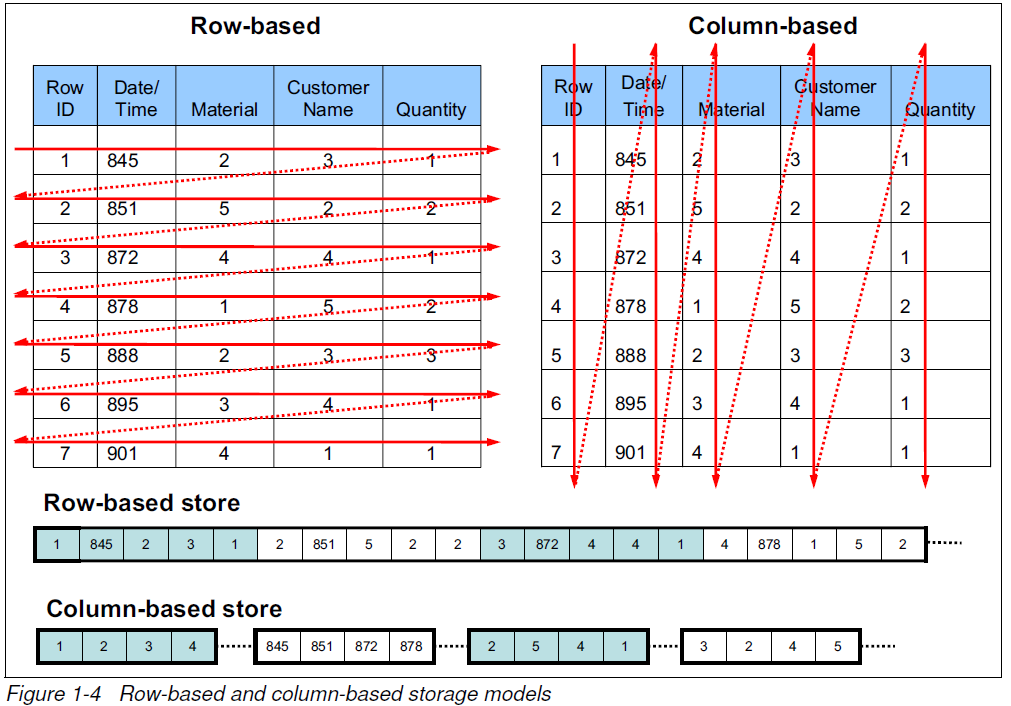 Row-based
Row ID Date/ Time Material Customer Name Quantity
1 845 2 3 1
2 851 5 2 2
3 872 4 4 1
4 878 1 5 2
5 888 2 3 3
6 895 3 4 1
7 901 4 1 1
Column-based
Row ID Date/ Time Material Customer Name Quantity
1 845 2 3 1
2 851 5 2 2
3 872 4 4 1
4 878 1 5 2
5 888 2 3 3
6 895 3 4 1
7 901 4 1 1
Row-based store
1 845 2 3 1 2 851 5 2 2 3 872 4 4 1 4 878 1 5 2
Column-based store
1 2 3 4 845 851 872 878 2 5 4 1 3 2 4 5
Figure 1-4 Row-based and column-based storage models